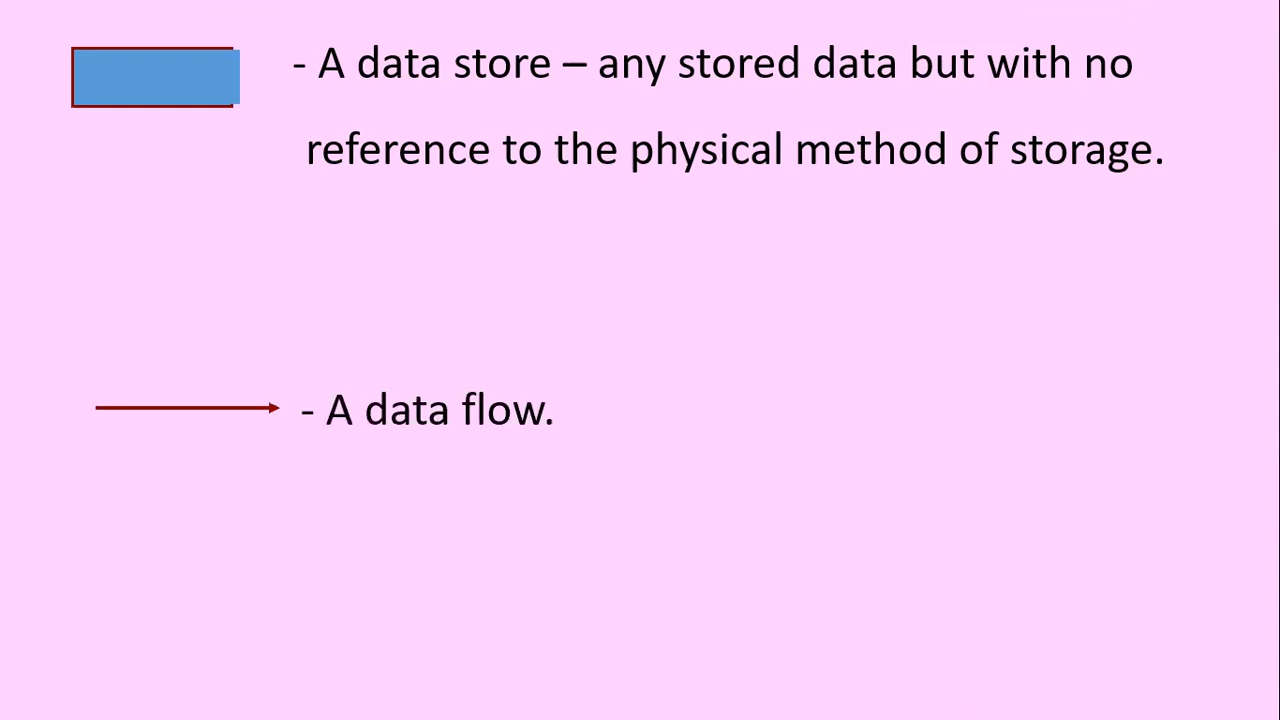 - A data store – any stored data but with no
reference to the physical method of storage.
- A data flow.